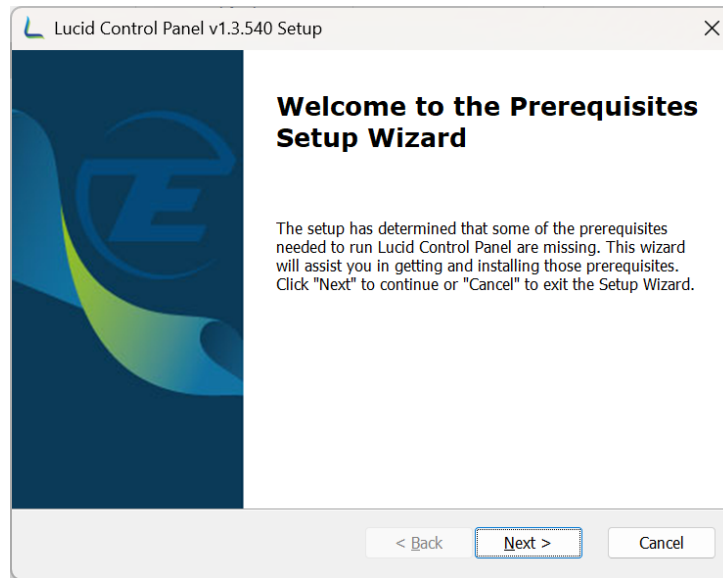 Lucid Control Panel v1.3.540 Setup
Welcome to the Prerequisites
Setup Wizard
The setup has determined that some of the prerequisites
needed to run Lucid Control Panel are missing. This wizard
will assist you in getting and installing those prerequisites.
Click "Next" to continue or "Cancel" to exit the Setup Wizard.
< Back Next > Cancel